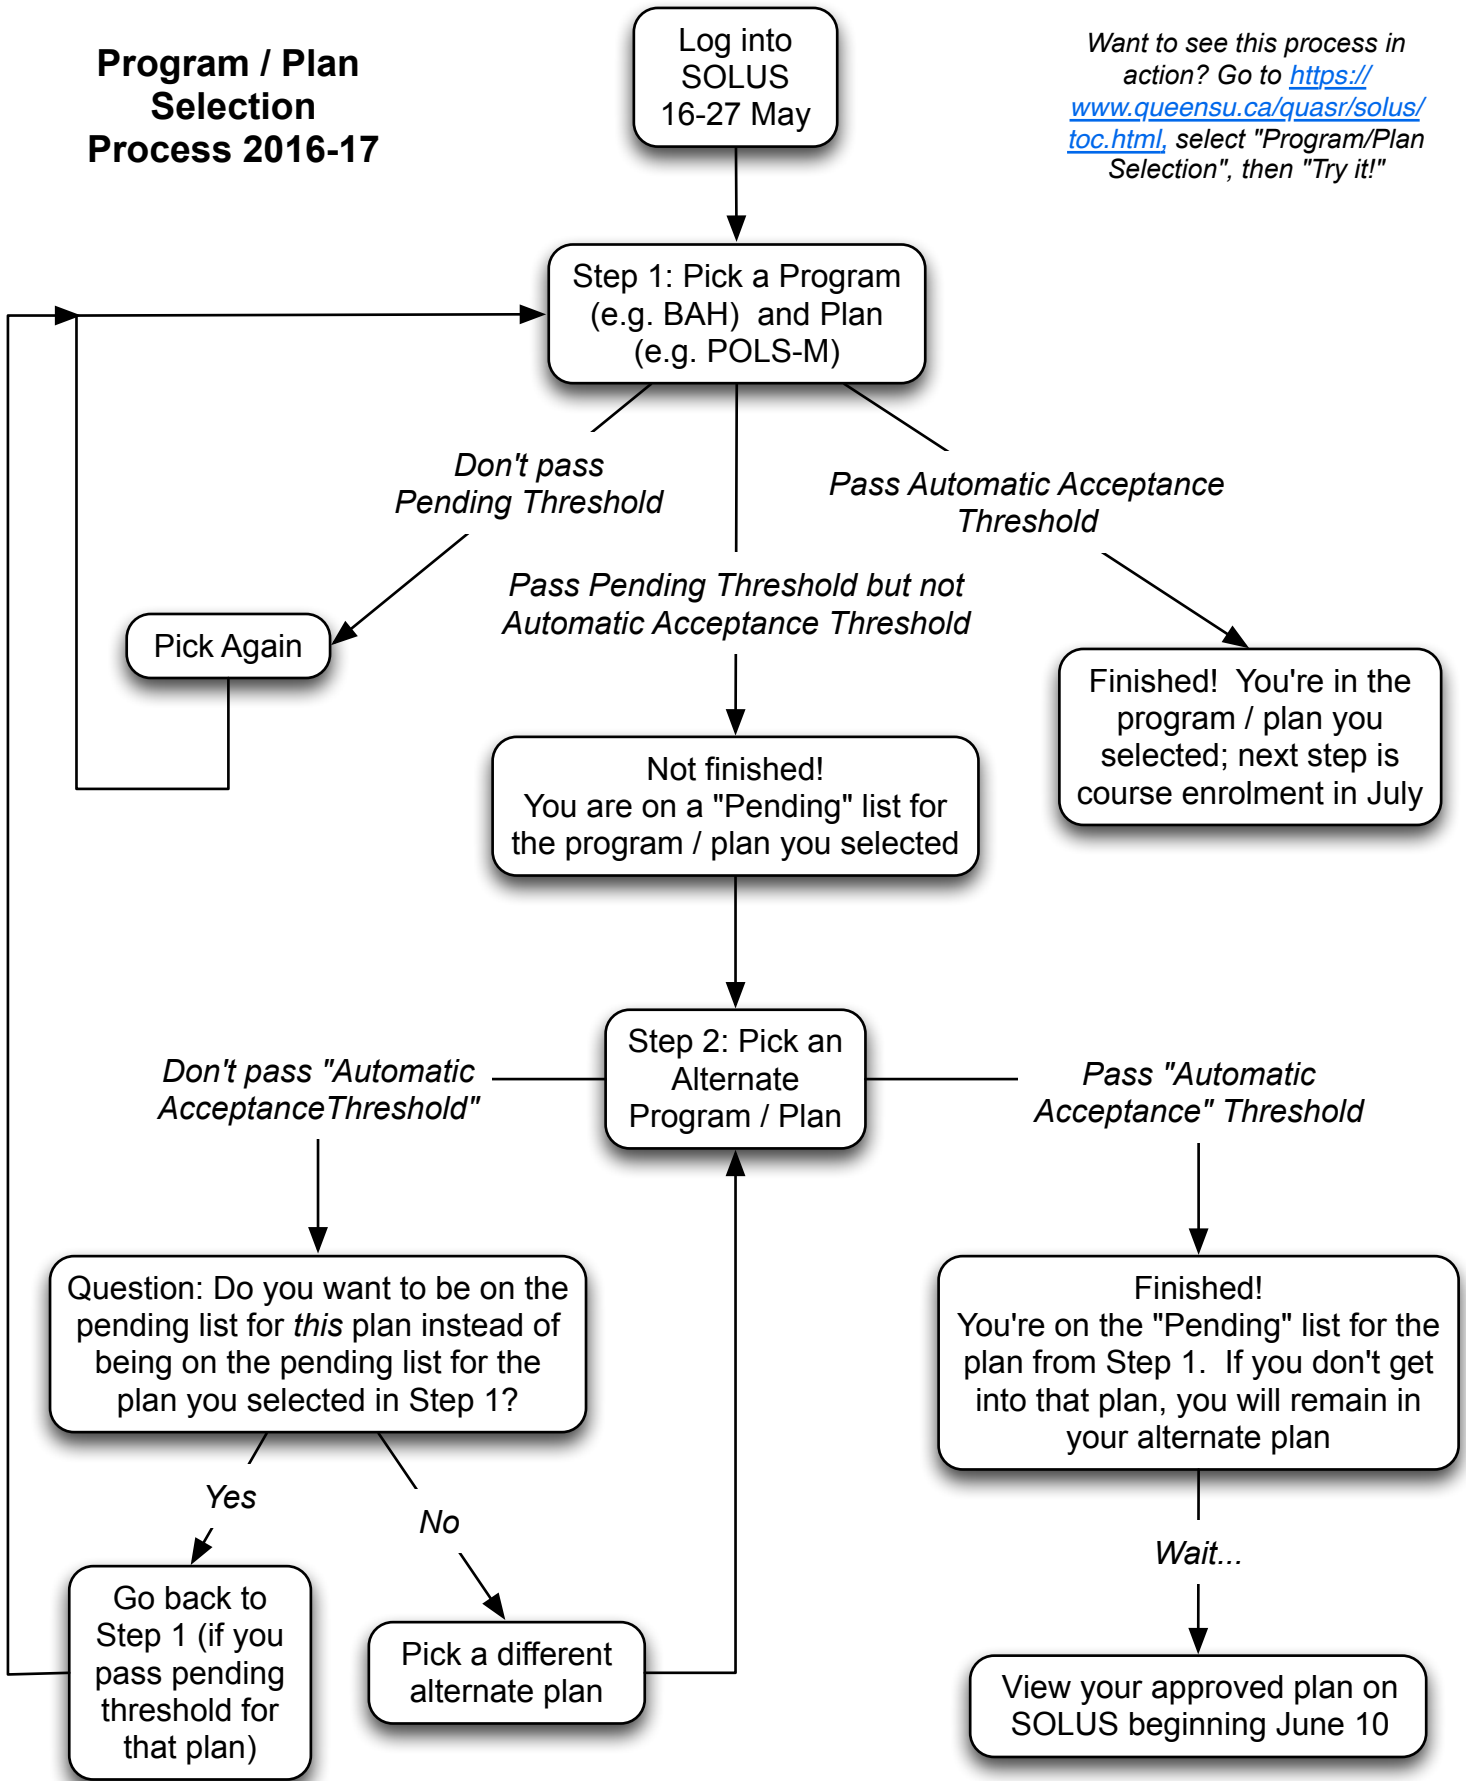 Program / Plan
Selection
Process 2016-17
Log into
SOLUS
16-27 May
Want to see this process in
action? Go to https://
www.queensu.ca/quasr/solus/
toc.html, select "Program/Plan
Selection", then "Try it!"
Step 1: Pick a Program
(e.g. BAH)  and Plan
(e.g. POLS-M)
Don't pass
Pending Threshold
Pass Automatic Acceptance
Threshold
Pass Pending Threshold but not
Automatic Acceptance Threshold
Pick Again
Finished!  You're in the
program / plan you
selected; next step is
course enrolment in July
Not finished!
You are on a "Pending" list for
the program / plan you selected
Step 2: Pick an
Alternate
Program / Plan
Don't pass "Automatic
AcceptanceThreshold"
Pass "Automatic
Acceptance" Threshold
Question: Do you want to be on the
pending list for this plan instead of
being on the pending list for the
plan you selected in Step 1?
Finished!
You're on the "Pending" list for the
plan from Step 1.  If you don't get
into that plan, you will remain in
your alternate plan
Yes
No
Wait...
Go back to
Step 1 (if you
pass pending
threshold for
that plan)
Pick a different
alternate plan
View your approved plan on
SOLUS beginning June 10